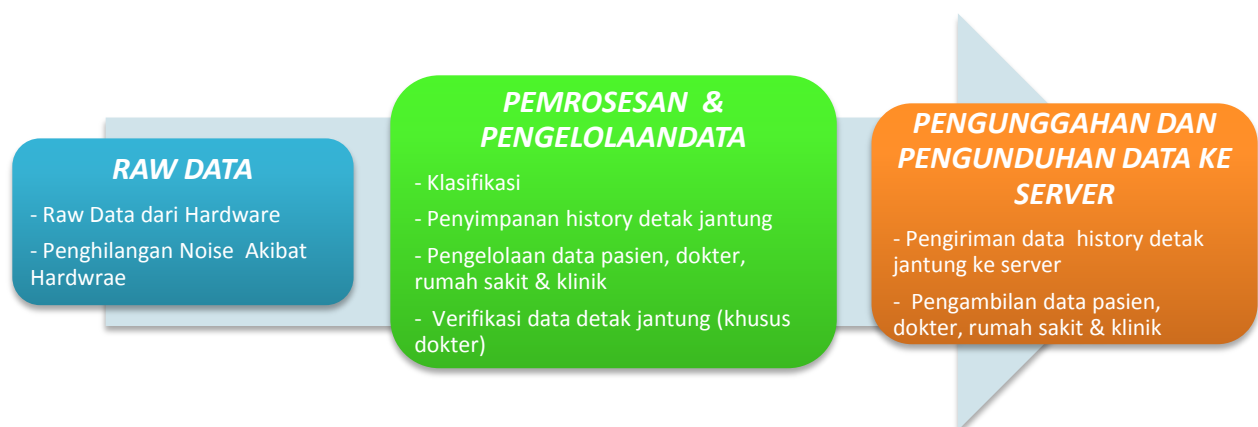 RAW DATA
- Raw Data dari Hardware
- Penghilangan Noise Akibat
Hardwrae
PEMROSESAN &
PENGELOLAANDATA
- Klasifikasi
- Penyimpanan history detak jantung
- Pengelolaan data pasien, dokter,
rumah sakit & klinik
- Verifikasi data detak jantung (khusus
dokter)
PENGUNGGAHAN DAN
PENGUNDUHAN DATA KE
SERVER
- Pengiriman data history detak
jantung ke server
- Pengambilan data pasien,
dokter, rumah sakit & klinik